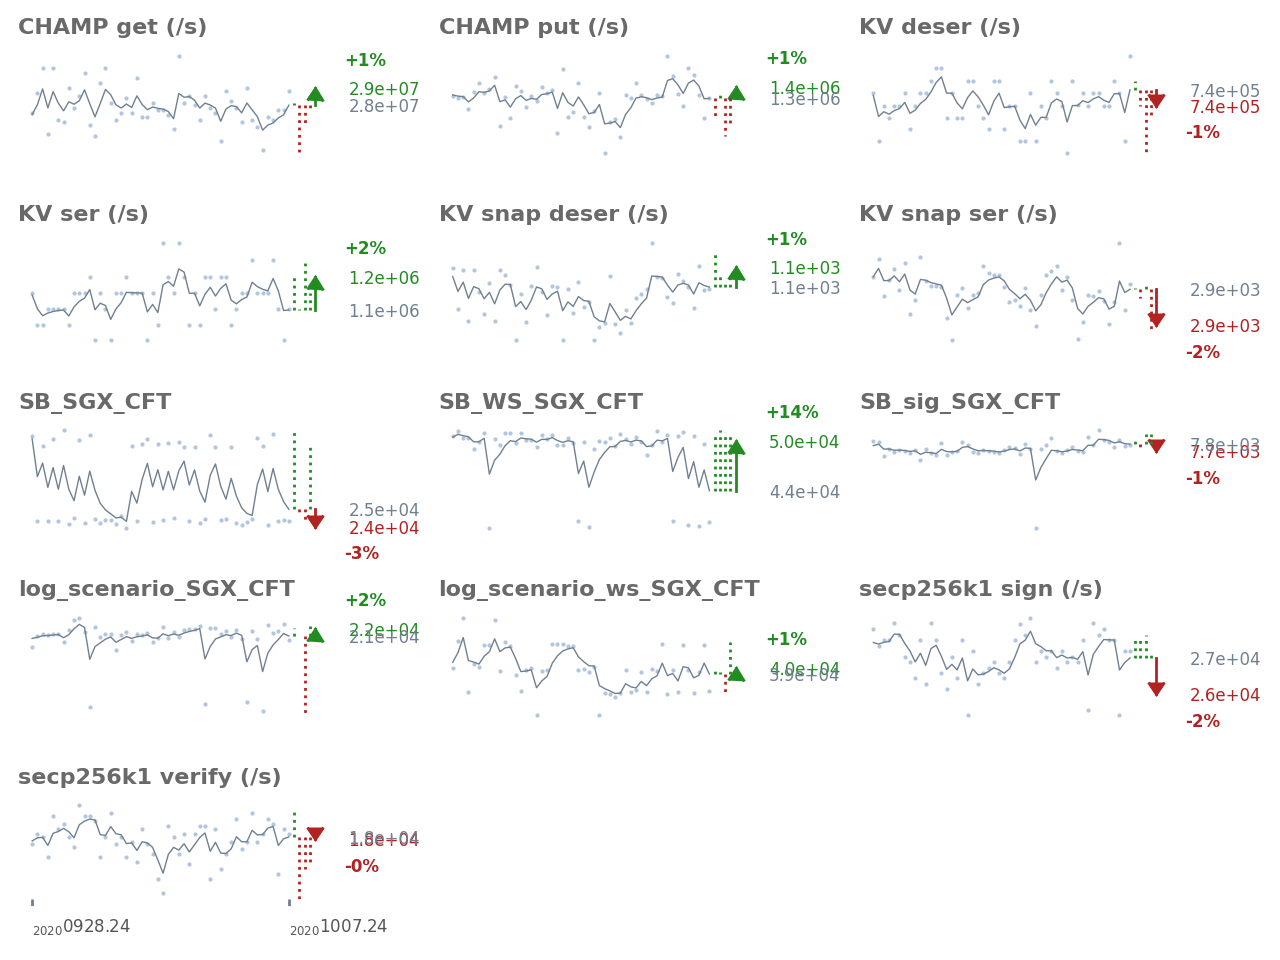 CHAMP get (/s)
+1%
2.9e+07
2.8e+07
CHAMP put (/s)
+1%
1.4e+06
1.3e+06
KV deser (/s)
7.4e+05
7.4e+05
-1%
KV ser (/s)
+2%
1.2e+06
1.1e+06
KV snap deser (/s)
+1%
1.1e+03
1.1e+03
KV snap ser (/s)
2.9e+03
2.9e+03
-2%
SB_SGX_CFT
2.5e+04
2.4e+04
-3%
SB_WS_SGX_CFT
+14%
5.0e+04
4.4e+04
SB_sig_SGX_CFT
7.8e+03
7.7e+03
-1%
log_scenario_SGX_CFT
+2%
2.2e+04
2.1e+04
log_scenario_ws_SGX_CFT
+1%
4.0e+04
3.9e+04
secp256k1 sign (/s)
2.7e+04
2.6e+04
-2%
secp256k1 verify (/s)
1.8e+04
1.8e+04
-0%
20200928.24
20201007.24